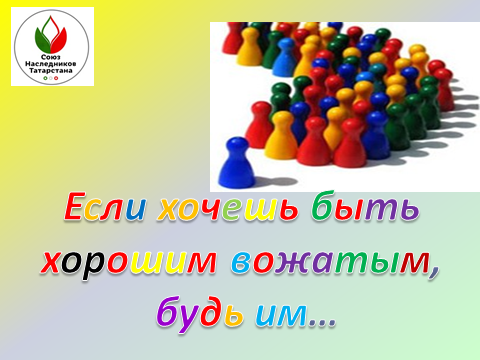 Союз
Наследников
Татарстана
Если хочешь быть
хорошим вожатым,
будь им...